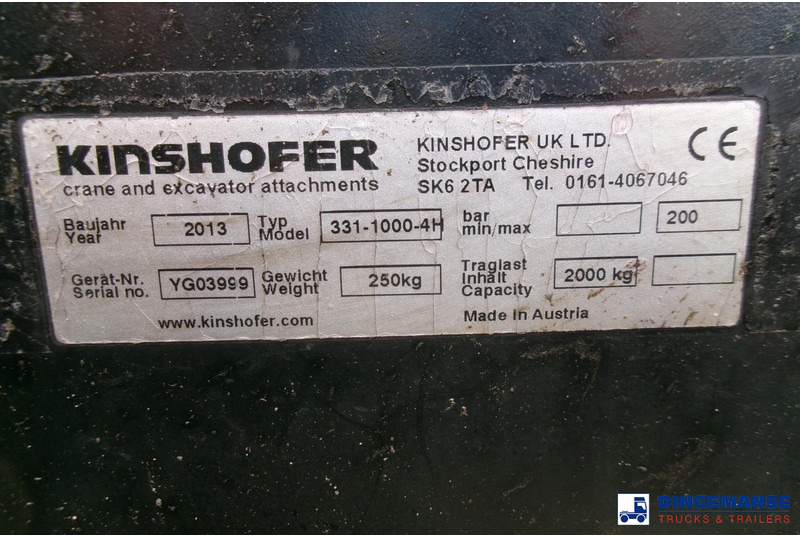 KINSHOFER
crane and excavator attachments
KINSHOFER UK LTD.
Stockport Cheshire
SK6 2TA Tel. 0161-4067046
CE
Baujahr
Year
2013
Typ
Model
331-1000-4H
bar
min/max
200
Gerät-Nr.
Serial no.
YG03999
Gewicht
Weight
250kg
Traglast
Inhalt
Capacity
2000 kg
www.kinshofer.com
Made In Austria
DINGEMANSE
TRUCKS & TRAILERS